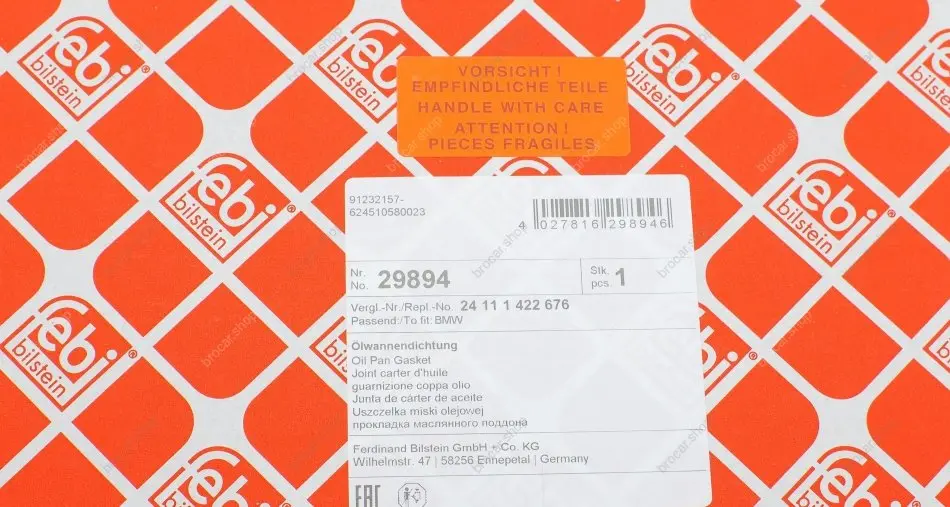 febi
bilstein
VORSICHT!
EMPFINDLICHE TEILE
HANDLE WITH CARE
ATTENTION!
PIECES FRAGILES
91232157-
624510580023
4 027816 298946
Nr.
No. 29894
Stk.
pcs. 1
Vergl.-Nr./Repl.-No. 24 11 1 422 676
Passend:/To fit: BMW
Ölwannendichtung
Oil Pan Gasket
Joint carter d'huile
guarnizione coppa olio
Junta de cárter de aceite
Uszczelka miski olejowej
прокладка маслянного поддона
Ferdinand Bilstein GmbH + Co. KG
Wilhelmstr. 47 | 58256 Ennepetal | Germany
EAC
brocar.shop